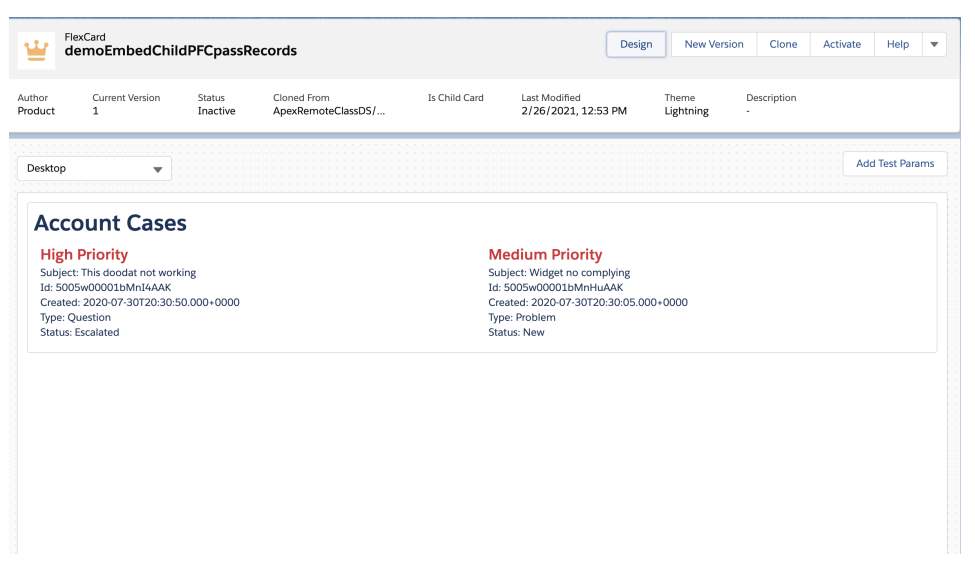 FlexCard
demoEmbedChildPFCpassRecords
Design
New Version
Clone
Activate
Help
Author
Current Version
Status
Cloned From
Is Child Card
Last Modified
Theme
Description
Product
1
Inactive
ApexRemoteClassDS/...
2/26/2021, 12:53 PM
Lightning
-
Desktop
Add Test Params
Account Cases
High Priority
Subject: This doodat not working
Id: 5005w00001bMnI4AAK
Created: 2020-07-30T20:30:50.000+0000
Type: Question
Status: Escalated
Medium Priority
Subject: Widget no complying
Id: 5005w00001bMnHuAAK
Created: 2020-07-30T20:30:05.000+0000
Type: Problem
Status: New